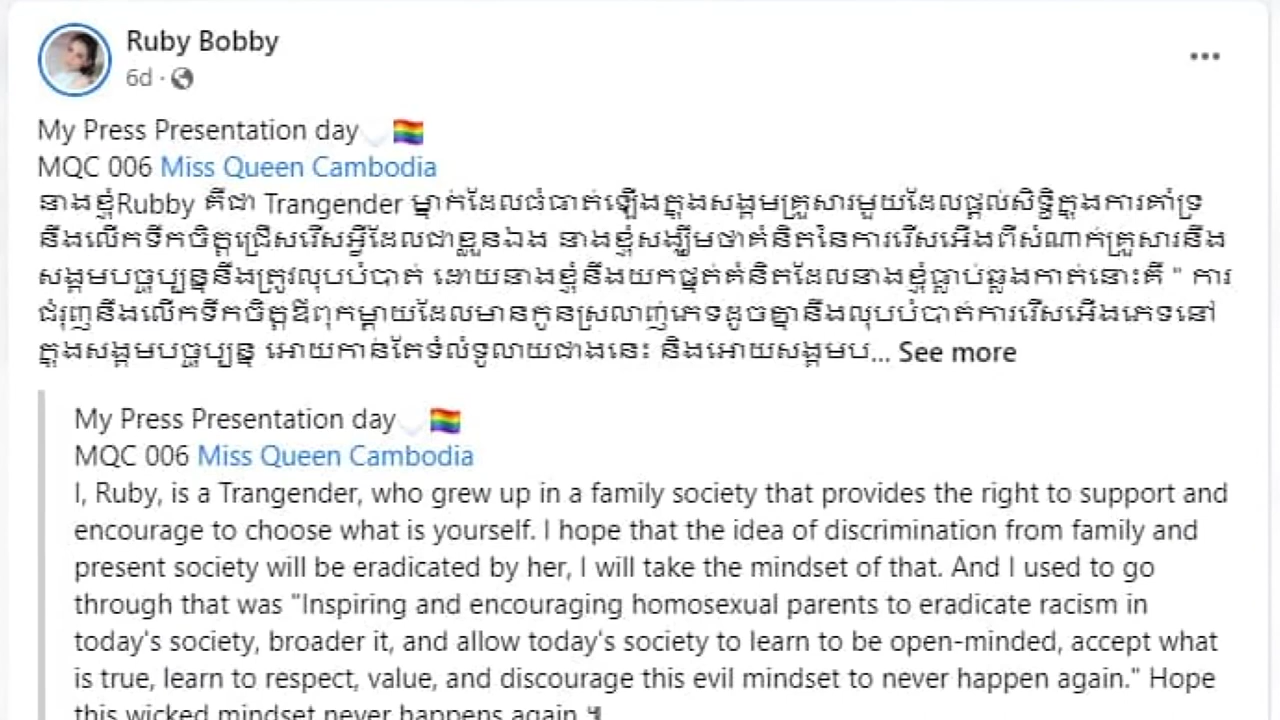 Ruby Bobby
6d ·
My Press Presentation day🤍🏳️‍🌈
MQC 006 Miss Queen Cambodia
នាងខ្ញុំRubby គឺជា Trangender ម្នាក់ដែលធំធាត់ឡើងក្នុងសង្គមគ្រួសារមួយដែលផ្តល់សិទ្ធិក្នុងការគាំទ្រ
នឹងលើកទឹកចិត្តជ្រើសរើសអ្វីដែលជាខ្លួនឯង នាងខ្ញុំសង្ឃឹមថាគំនិតនៃការរើសអើងពីសំណាក់គ្រួសារនឹង
សង្គមបច្ចុប្បន្ននឹងត្រូវលុបបំបាត់ ដោយនាងខ្ញុំនឹងយកផ្នត់គំនិតដែលនាងខ្ញុំធ្លាប់ឆ្លងកាត់នោះគឺ " ការ
ជំរុញនឹងលើកទឹកចិត្តឪពុកម្តាយដែលមានកូនស្រលាញ់ភេទដូចគ្នានឹងលុបបំបាត់ការរើសអើងភេទនៅ
ក្នុងសង្គមបច្ចុប្បន្ន អោយកាន់តែទំលំទូលាយជាងនេះ និងអោយសង្គមប... See more
My Press Presentation day🤍🏳️‍🌈
MQC 006 Miss Queen Cambodia
I, Ruby, is a Trangender, who grew up in a family society that provides the right to support and
encourage to choose what is yourself. I hope that the idea of discrimination from family and
present society will be eradicated by her, I will take the mindset of that. And I used to go
through that was "Inspiring and encouraging homosexual parents to eradicate racism in
today's society, broader it, and allow today's society to learn to be open-minded, accept what
is true, learn to respect, value, and discourage this evil mindset to never happen again." Hope
this wicked mindset never happens again ៕